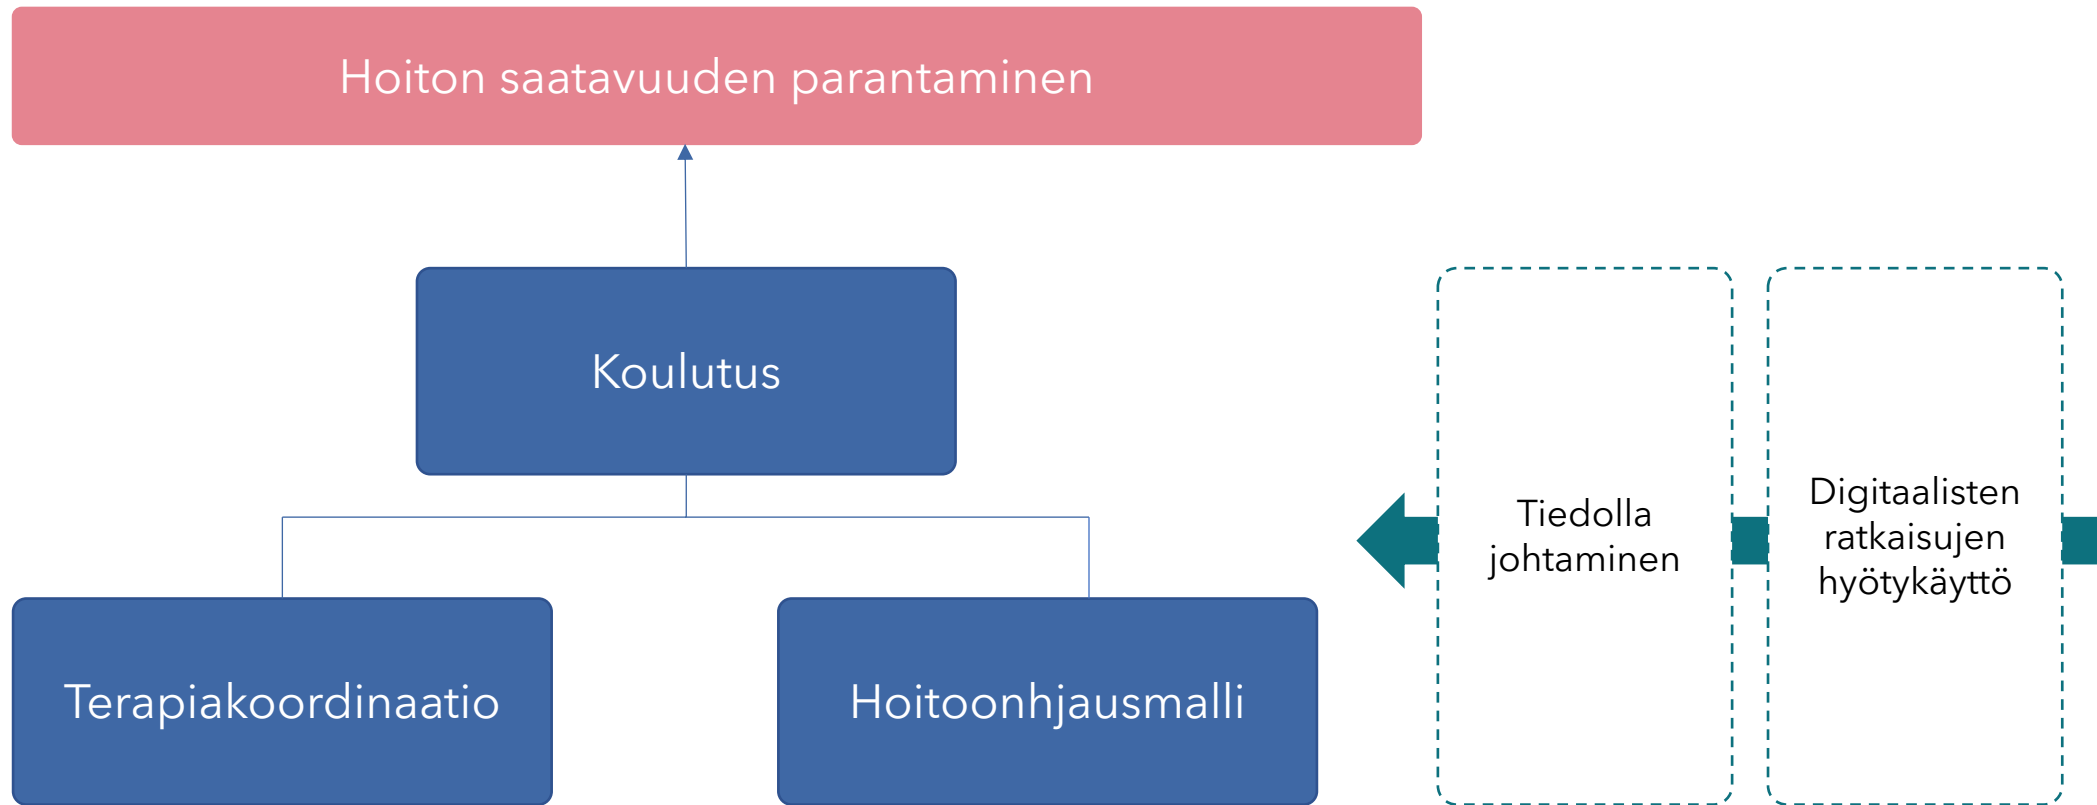 Hoiton saatavuuden parantaminen
Koulutus
Terapiakoordinaatio
Hoitoonhjausmalli
Tiedolla
johtaminen
Digitaalisten
ratkaisujen
hyötykäyttö